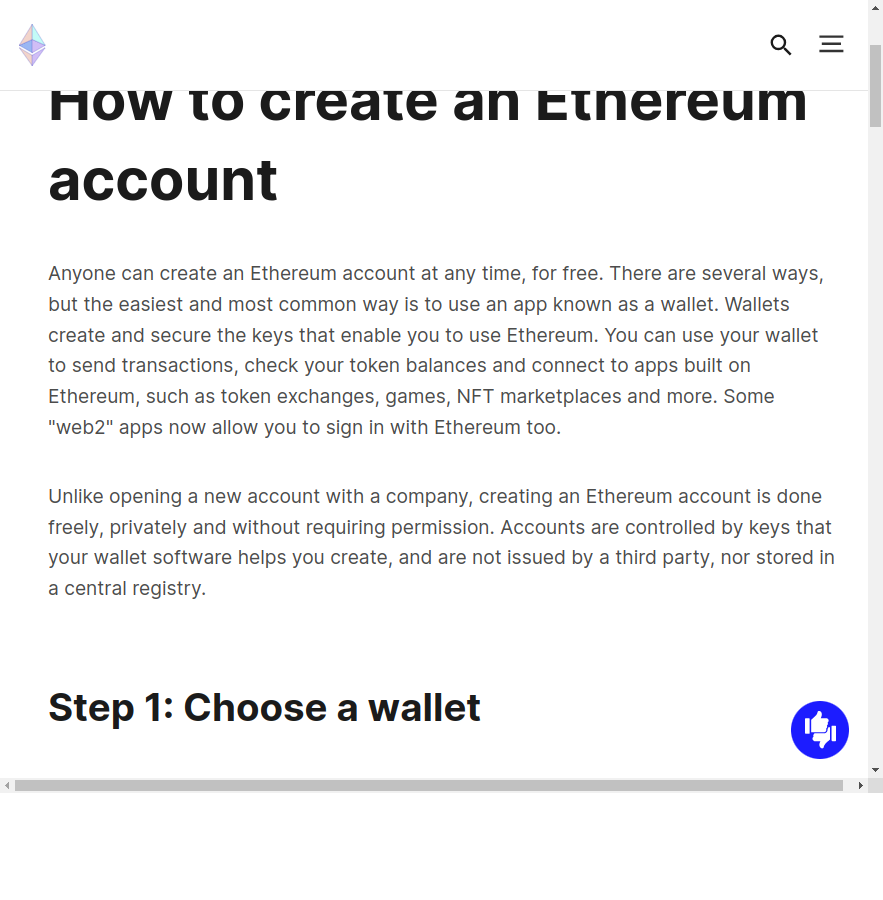 How to create an Ethereum
account
Anyone can create an Ethereum account at any time, for free. There are several ways,
but the easiest and most common way is to use an app known as a wallet. Wallets
create and secure the keys that enable you to use Ethereum. You can use your wallet
to send transactions, check your token balances and connect to apps built on
Ethereum, such as token exchanges, games, NFT marketplaces and more. Some
"web2" apps now allow you to sign in with Ethereum too.
Unlike opening a new account with a company, creating an Ethereum account is done
freely, privately and without requiring permission. Accounts are controlled by keys that
your wallet software helps you create, and are not issued by a third party, nor stored in
a central registry.
Step 1: Choose a wallet